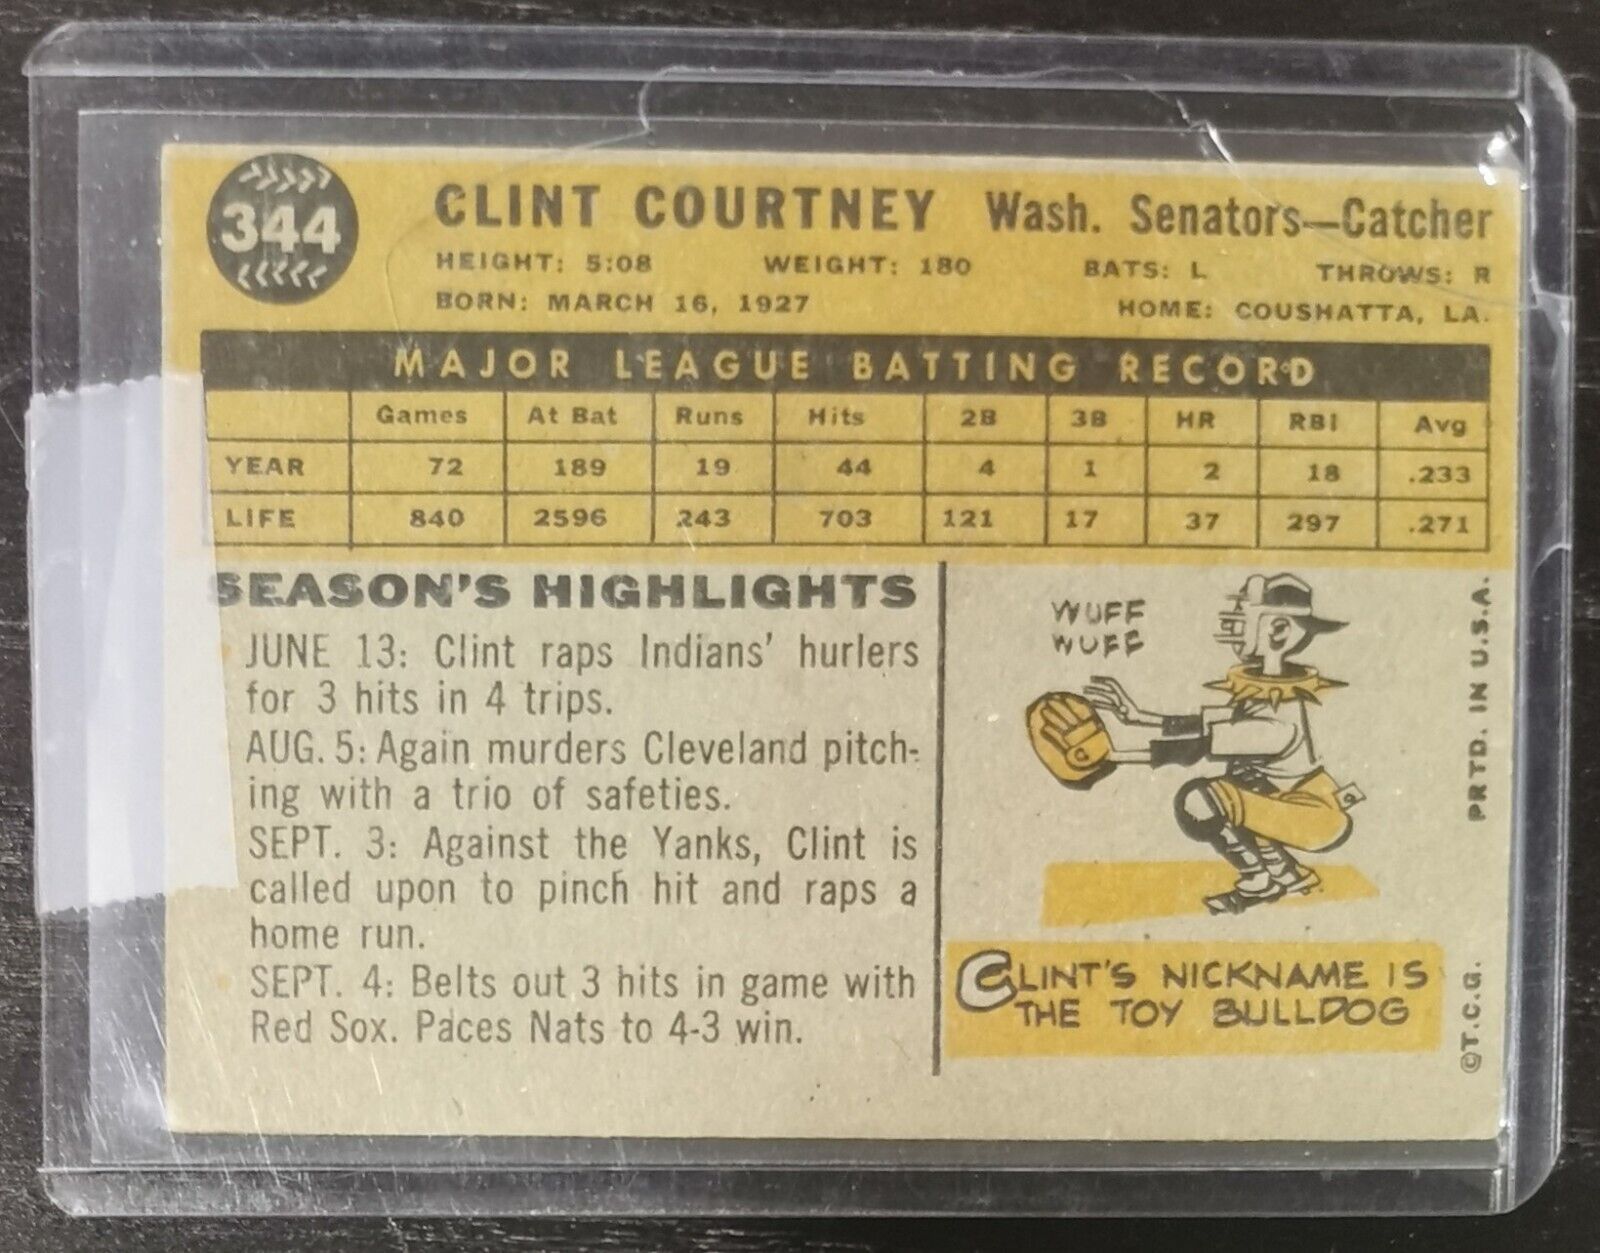 344
CLINT COURTNEY Wash. Senators—Catcher
HEIGHT: 5:08 WEIGHT: 180 BATS: L THROWS: R
BORN: MARCH 16, 1927 HOME: COUSHATTA, LA.
MAJOR LEAGUE BATTING RECORD
Games At Bat Runs Hits 2B 3B HR RBI Avg
YEAR 72 189 19 44 4 1 2 18 .233
LIFE 840 2596 243 703 121 17 37 297 .271
SEASON'S HIGHLIGHTS
JUNE 13: Clint raps Indians' hurlers
for 3 hits in 4 trips.
AUG. 5: Again murders Cleveland pitch-
ing with a trio of safeties.
SEPT. 3: Against the Yanks, Clint is
called upon to pinch hit and raps a
home run.
SEPT. 4: Belts out 3 hits in game with
Red Sox. Paces Nats to 4-3 win.
WUFF
WUFF
CLINT'S NICKNAME IS
THE TOY BULLDOG
©T.C.G. PRTD. IN U.S.A.